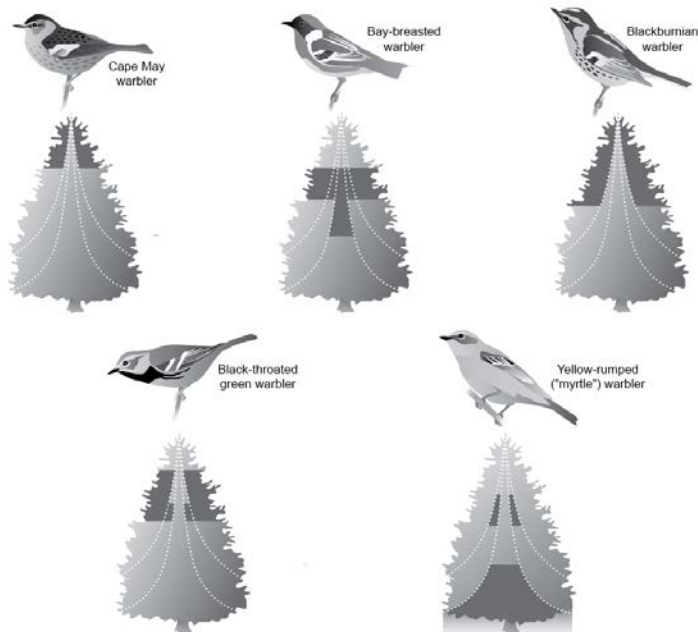 Cape May
warbler
Bay-breasted
warbler
Blackburnian
warbler
Black-throated
green warbler
Yellow-rumped
("myrtle") warbler